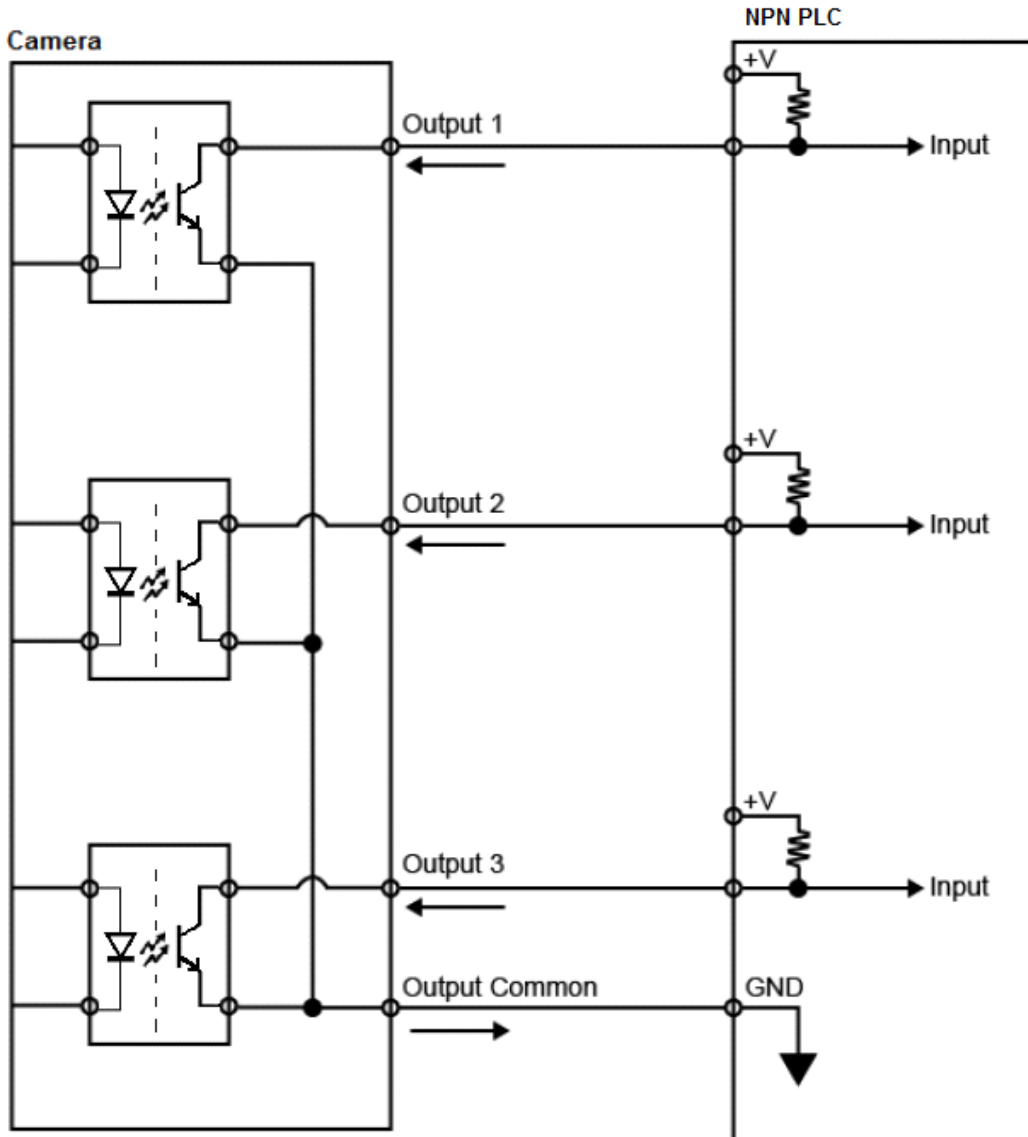 NPN PLC
Camera
+V
Output 1
Input
+V
Output 2
Input
+V
Output 3
Input
Output Common
GND